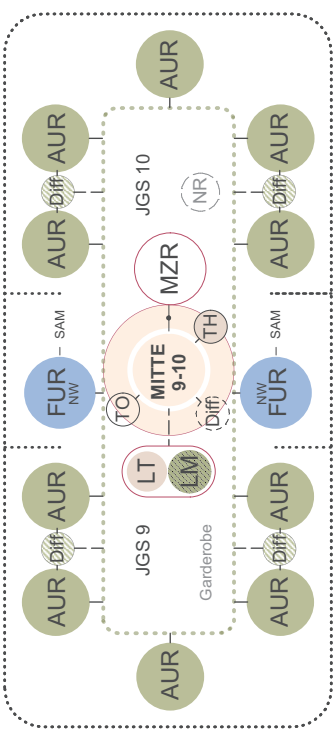 AUR
AUR
AUR
Diff
Diff
AUR
AUR
JGS 10
NR
MZR
SAM
SAM
FUR
NW
FUR
NW
TH
MITTE
9-10
TO
Diff
LT
LM
JGS 9
Garderobe
AUR
AUR
Diff
Diff
AUR
AUR
AUR